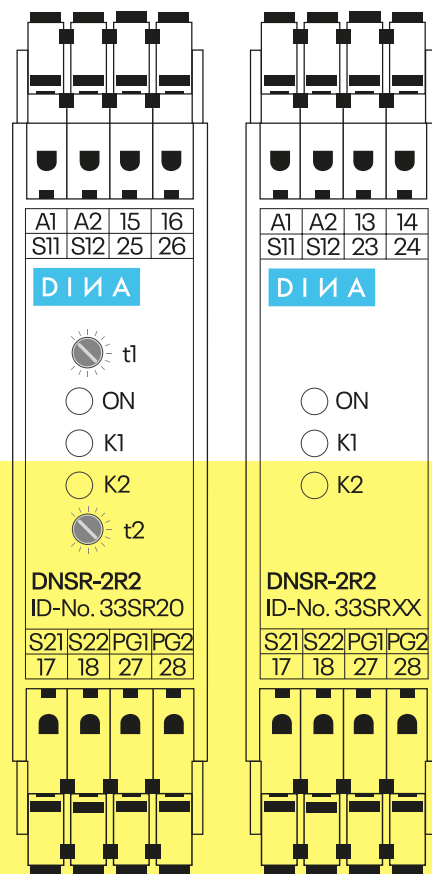 A1 A2 15 16
S11 S12 25 26
DINA
t1
ON
K1
K2
t2
DNSR-2R2
ID-No. 33SR20
S21 S22 PG1 PG2
17 18 27 28
A1 A2 13 14
S11 S12 23 24
DINA
ON
K1
K2
DNSR-2R2
ID-No. 33SRXX
S21 S22 PG1 PG2
17 18 27 28